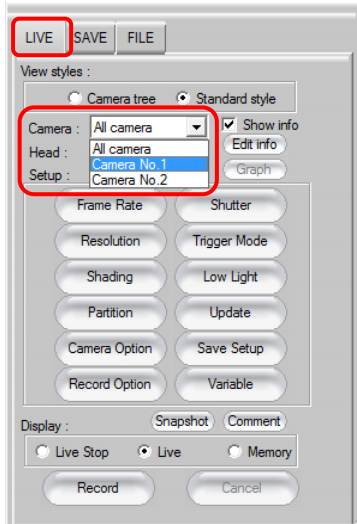 LIVE SAVE FILE
View styles :
Camera tree Standard style
Camera : All camera Show info
Head : All camera Edit info
Camera No.1
Setup : Camera No.2 Graph
Frame Rate Shutter
Resolution Trigger Mode
Shading Low Light
Partition Update
Camera Option Save Setup
Record Option Variable
Display : Snapshot Comment
Live Stop Live Memory
Record Cancel